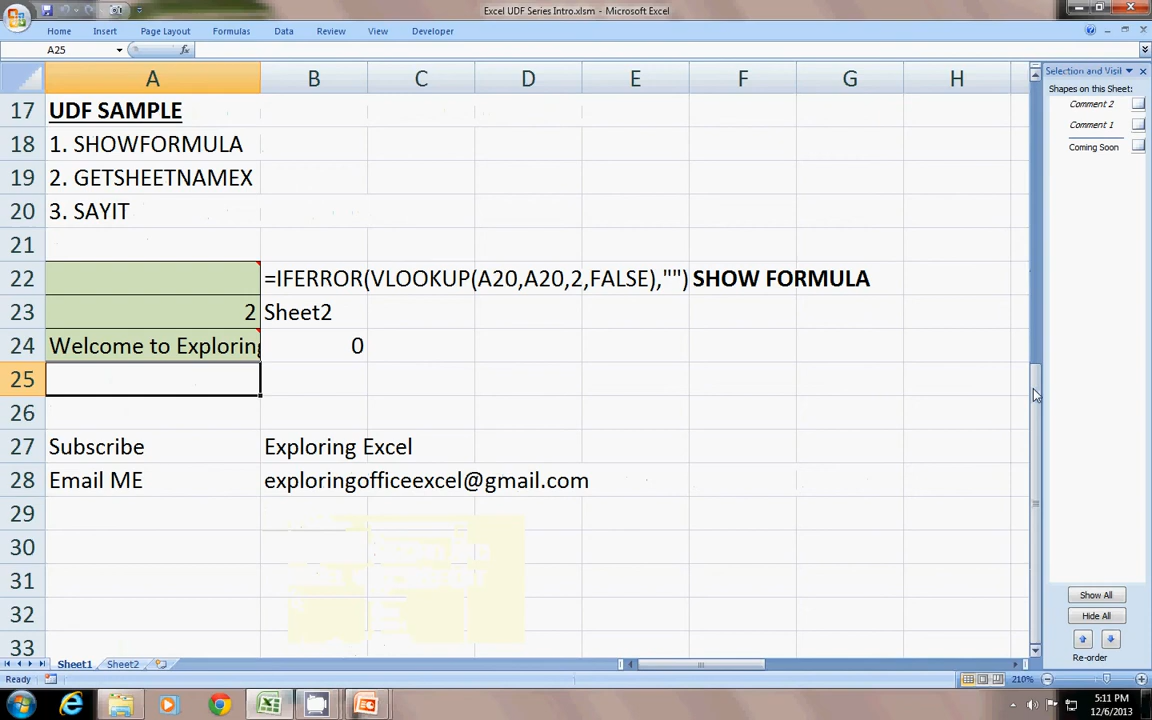 Excel UDF Series Intro.xlsm - Microsoft Excel
Home Insert Page Layout Formulas Data Review View Developer
A25 fx
Selection and Visi
Shapes on this Sheet:
Comment 2
Comment 1
Coming Soon
A B C D E F G H
17 UDF SAMPLE
18 1. SHOWFORMULA
19 2. GETSHEETNAMEX
20 3. SAYIT
21
22 =IFERROR(VLOOKUP(A20,A20,2,FALSE),"") SHOW FORMULA
23 2 Sheet2
24 Welcome to Exploring 0
25
26
27 Subscribe Exploring Excel
28 Email ME exploringofficeexcel@gmail.com
29
30
31
32
33
Show All
Hide All
Re-order
Sheet1 Sheet2
Ready 210%
5:11 PM
12/6/2013